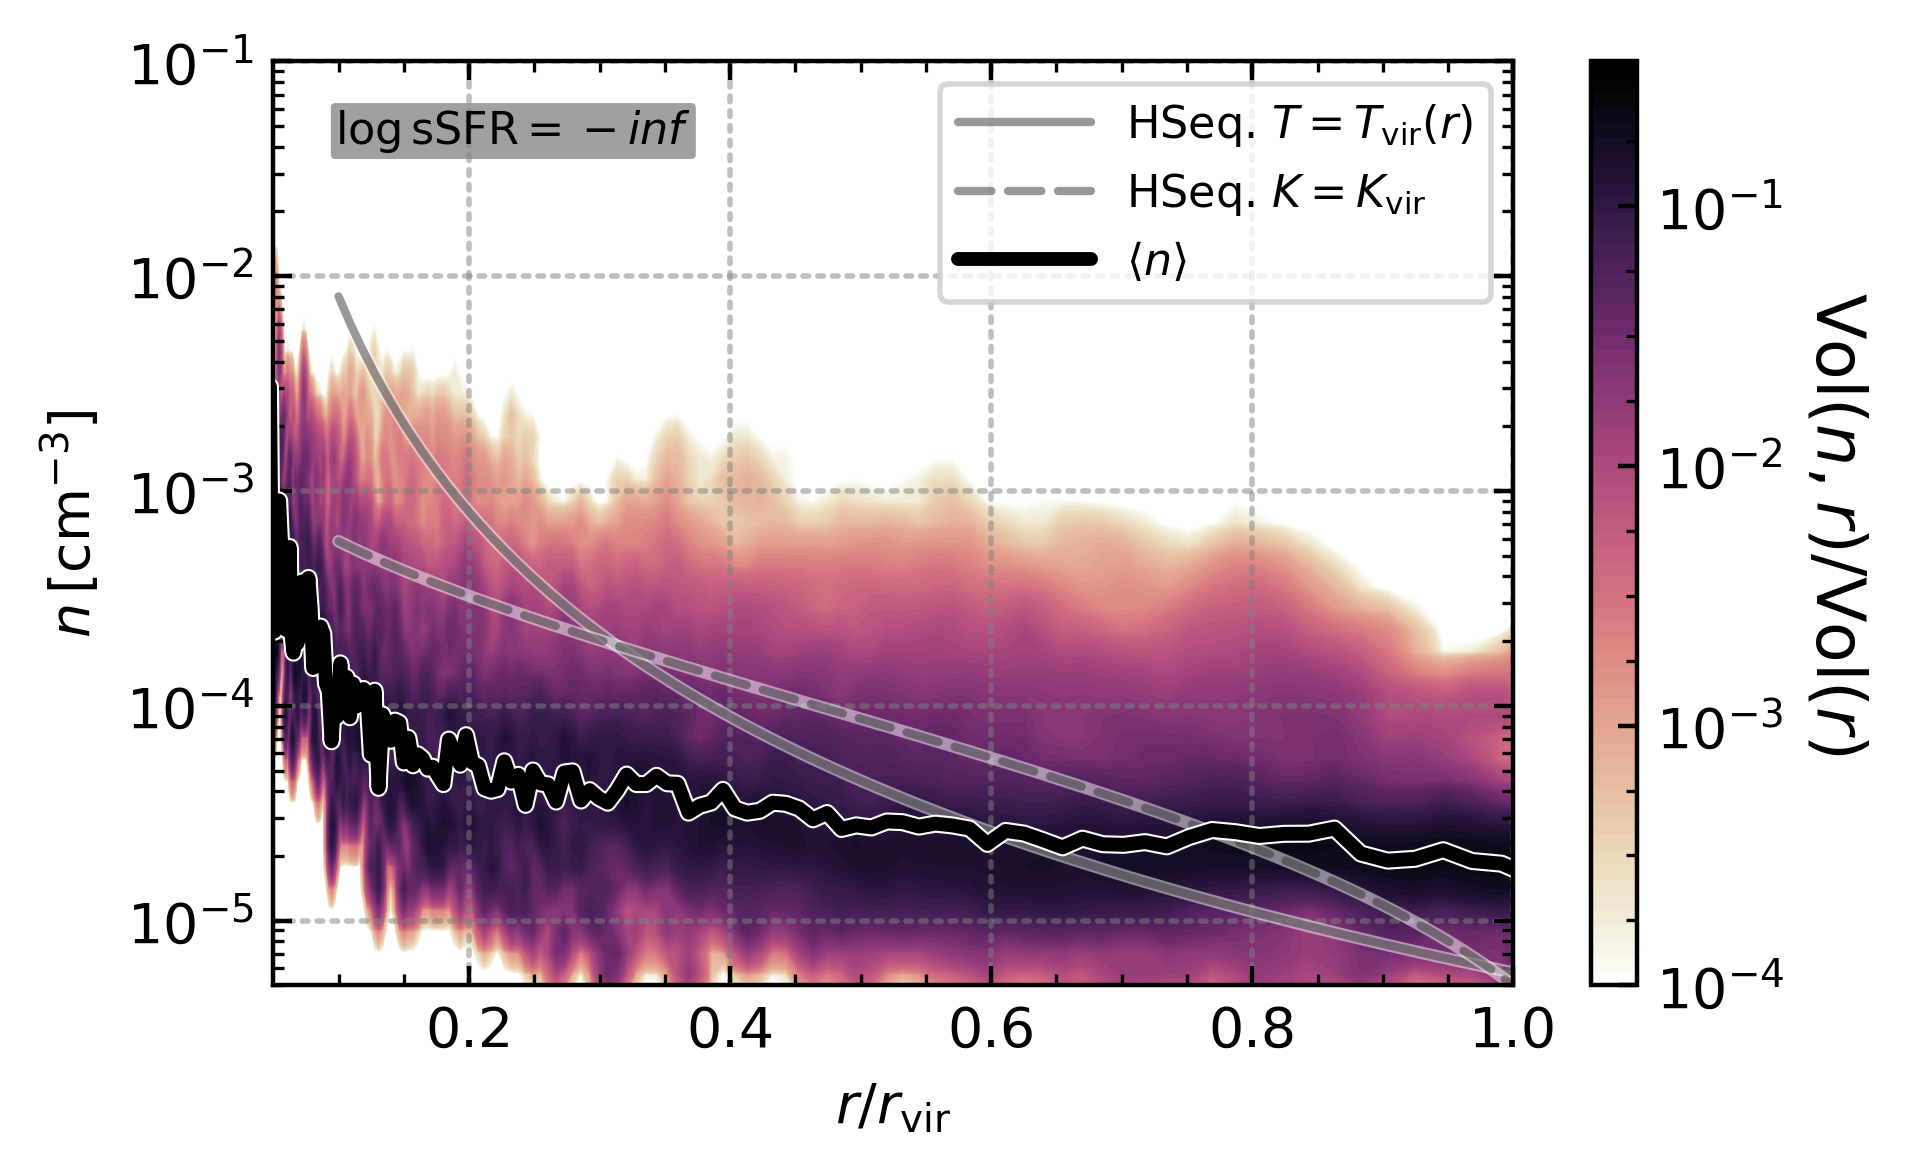 10⁻¹
10⁻²
10⁻³
10⁻⁴
10⁻⁵
n [cm⁻³]
log sSFR = −inf
HSeq. T = T_vir(r)
HSeq. K = K_vir
⟨n⟩
0.2 0.4 0.6 0.8 1.0
r/r_vir
10⁻¹
10⁻²
10⁻³
10⁻⁴
Vol(n, r)/Vol(r)